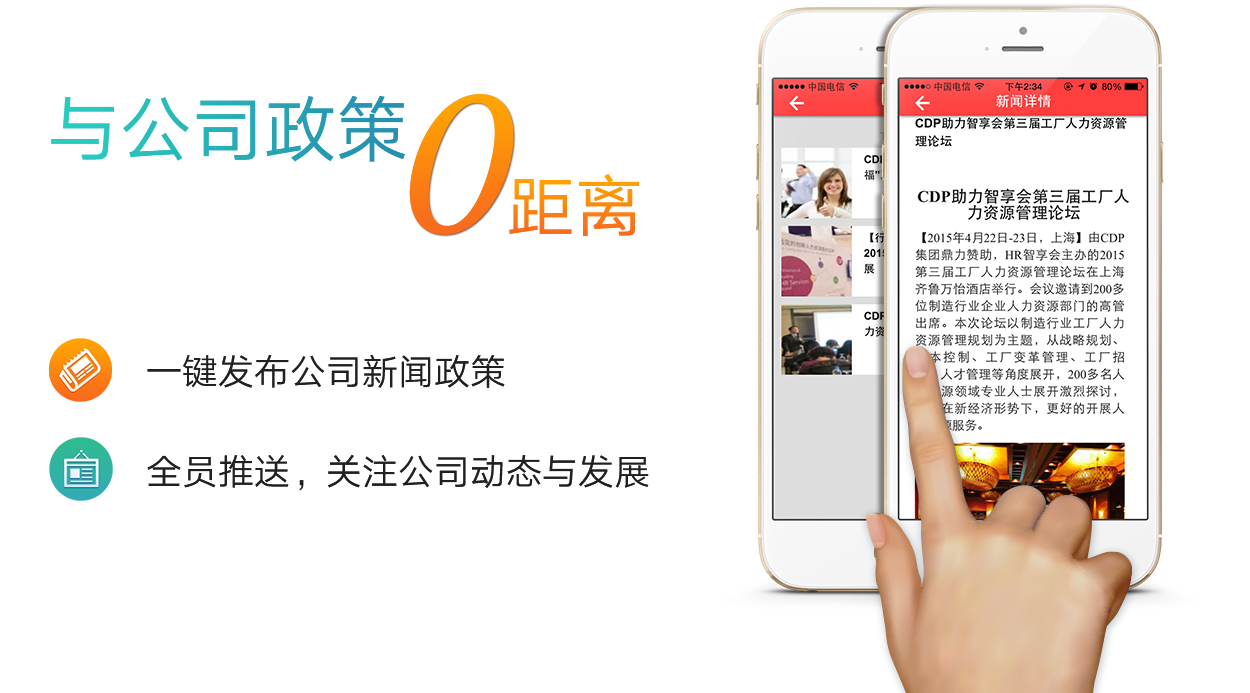 与公司政策0距离
一键发布公司新闻政策
全员推送，关注公司动态与发展
中国电信
CDP
福”
【行
2015
展
CDP
力资
中国电信 下午2:34 80%
新闻详情
CDP助力智享会第三届工厂人力资源管
理论坛
CDP助力智享会第三届工厂人
力资源管理论坛
【2015年4月22日-23日，上海】由CDP
集团鼎力赞助，HR智享会主办的2015
第三届工厂人力资源管理论坛在上海
齐鲁万怡酒店举行。会议邀请到200多
位制造行业企业人力资源部门的高管
出席。本次论坛以制造行业工厂人力
资源管理规划为主题，从战略规划、
本控制、工厂变革管理、工厂招
人才管理等角度展开，200多名人
源领域专业人士展开激烈探讨，
在新经济形势下，更好的开展人
源服务。